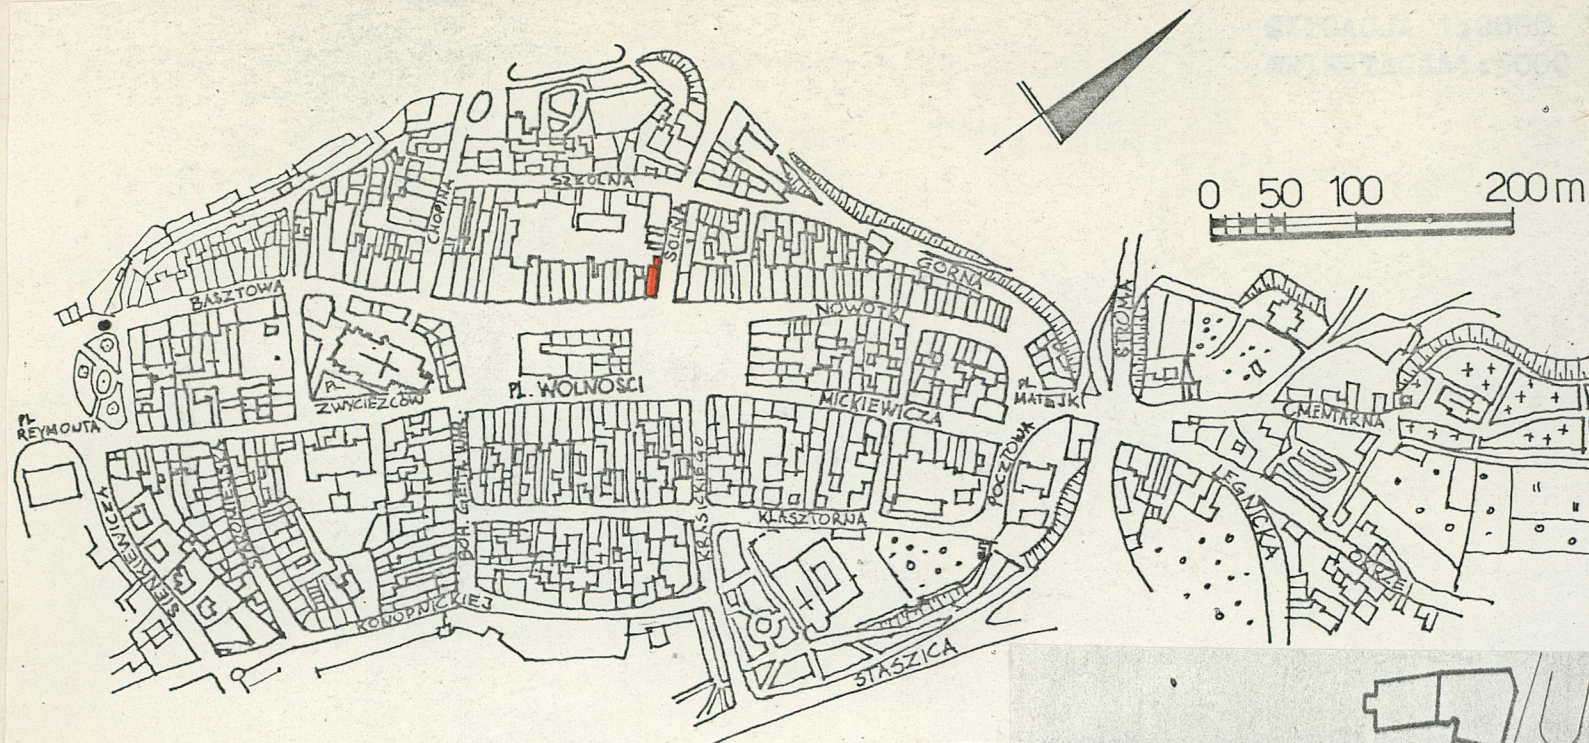 0 50 100 200 m
SZKOLNA
CHOPINA
SOLNA
GÓRNA
BASZTOWA
NOWOTKI
STROMA
PL. WOLNOŚCI
PL.
ZWYCIĘZCÓW
MICKIEWICZA
PL.
MATEJKI
CMENTARNA
PL
REYMONTA
POCZTOWA
LEGNICKA
KRASICKIEGO
KLASZTORNA
BOH. GETTA WAR.
SIENKIEWICZA
OKRZEI
KONOPNICKIEJ
STASZICA